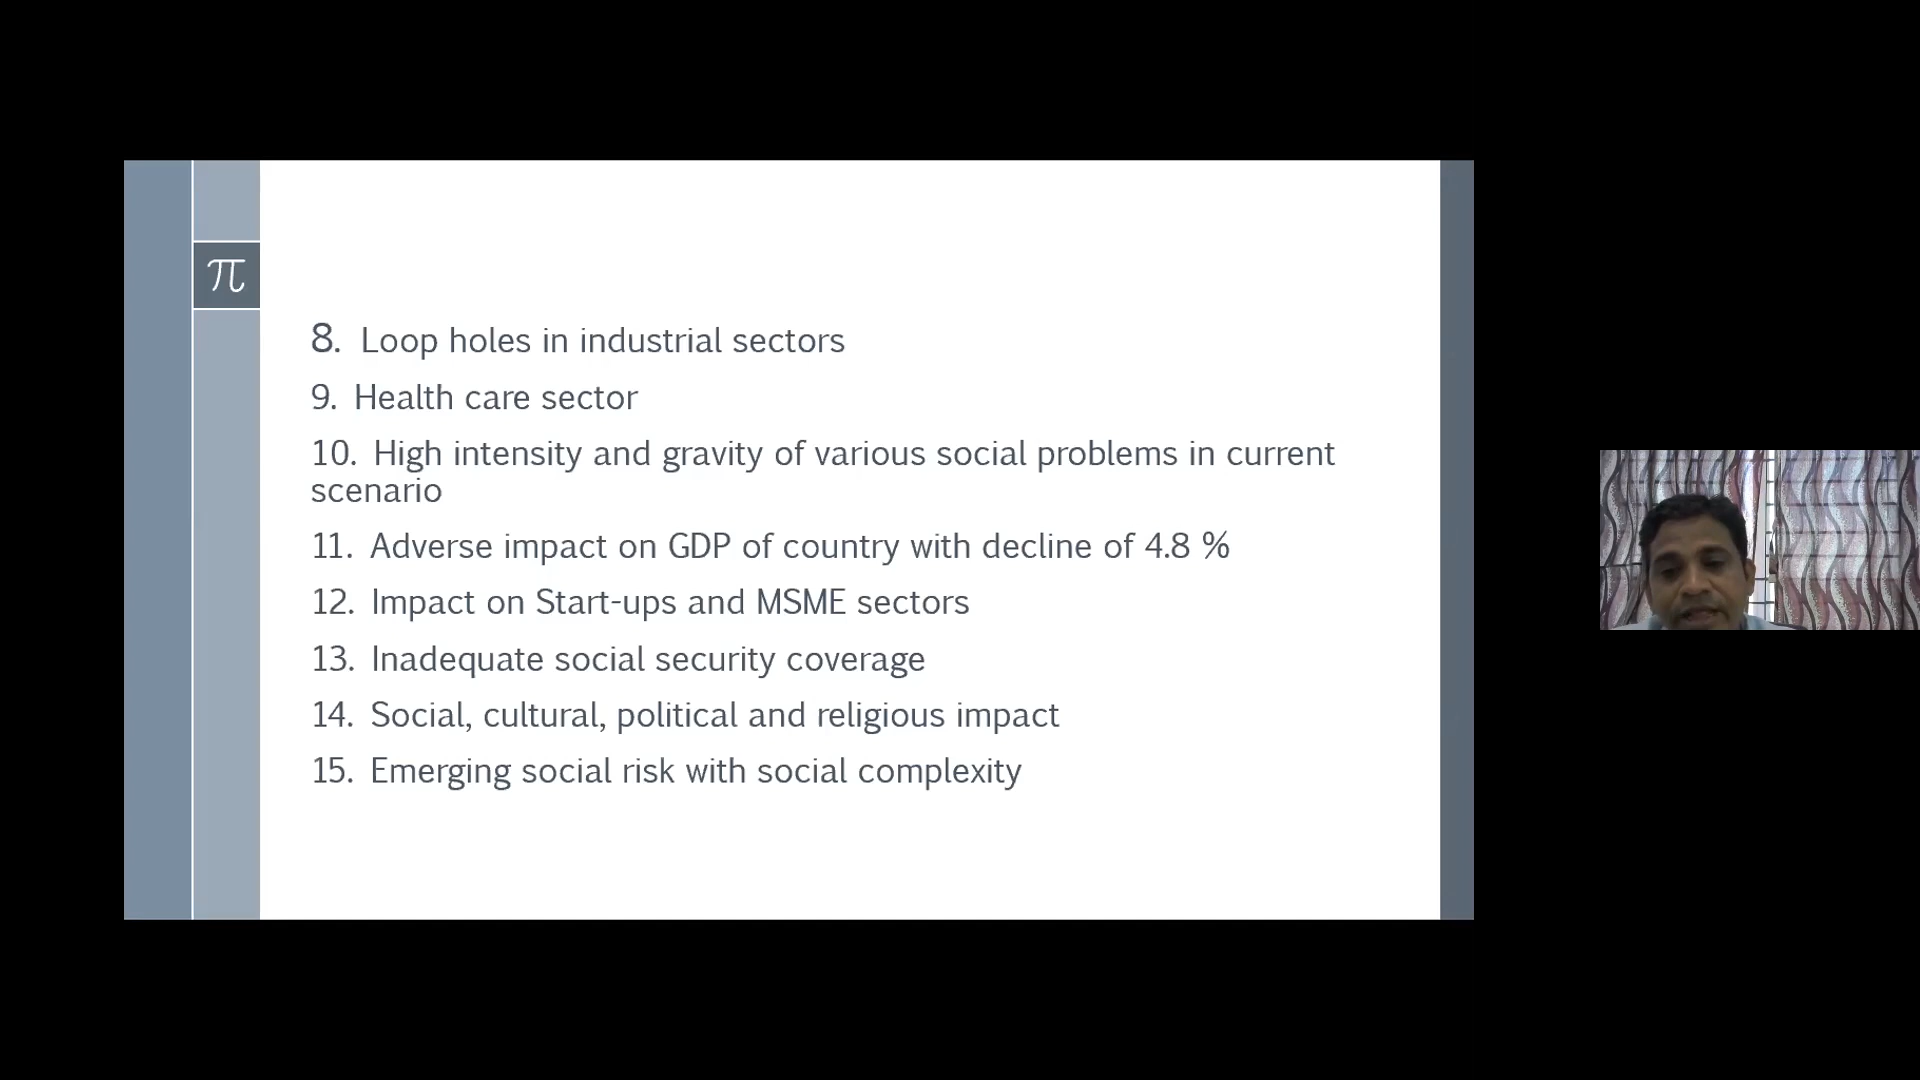 π
8. Loop holes in industrial sectors
9. Health care sector
10. High intensity and gravity of various social problems in current
scenario
11. Adverse impact on GDP of country with decline of 4.8 %
12. Impact on Start-ups and MSME sectors
13. Inadequate social security coverage
14. Social, cultural, political and religious impact
15. Emerging social risk with social complexity